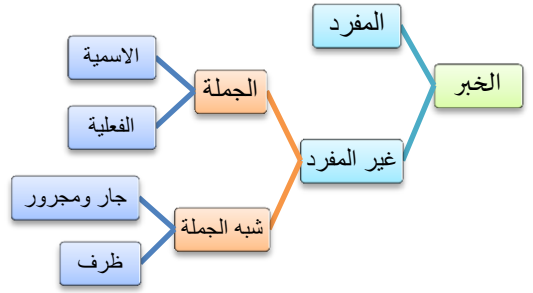 الخبر
المفرد
غير المفرد
الجملة
الاسمية
الفعلية
شبه الجملة
جار ومجرور
ظرف